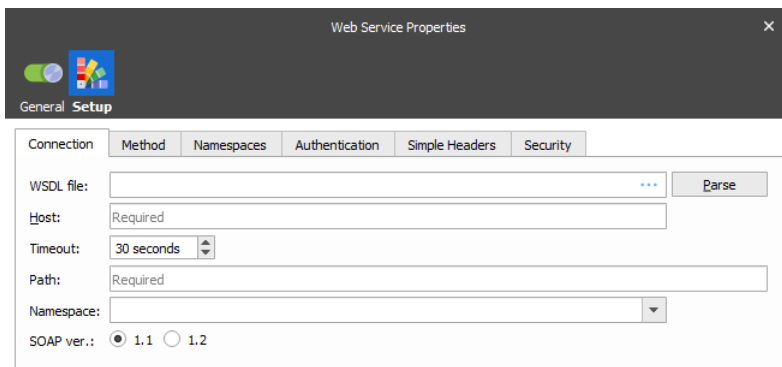 Web Service Properties
General Setup
Connection Method Namespaces Authentication Simple Headers Security
WSDL file: ... Parse
Host: Required
Timeout: 30 seconds
Path: Required
Namespace:
SOAP ver.: 1.1 1.2